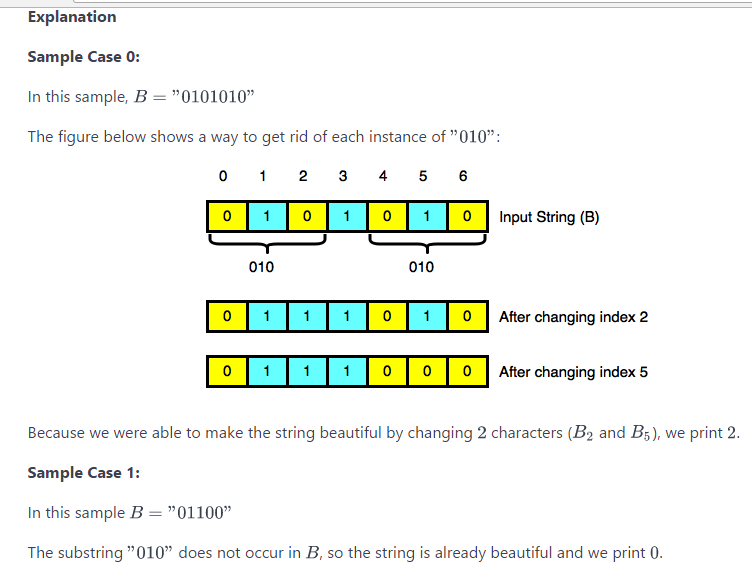 Explanation
Sample Case 0:
In this sample, B = ”0101010”
The figure below shows a way to get rid of each instance of ”010”:
0 1 2 3 4 5 6
0 1 0 1 0 1 0 Input String (B)
010 010
0 1 1 1 0 1 0 After changing index 2
0 1 1 1 0 0 0 After changing index 5
Because we were able to make the string beautiful by changing 2 characters (B₂ and B₅), we print 2.
Sample Case 1:
In this sample B = ”01100”
The substring ”010” does not occur in B, so the string is already beautiful and we print 0.